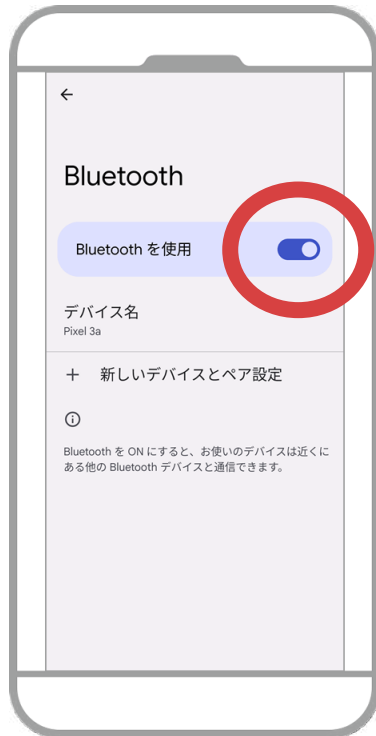 Bluetooth
Bluetooth を使用
デバイス名
Pixel 3a
新しいデバイスとペア設定
Bluetooth を ON にすると、お使いのデバイスは近くに
ある他の Bluetooth デバイスと通信できます。